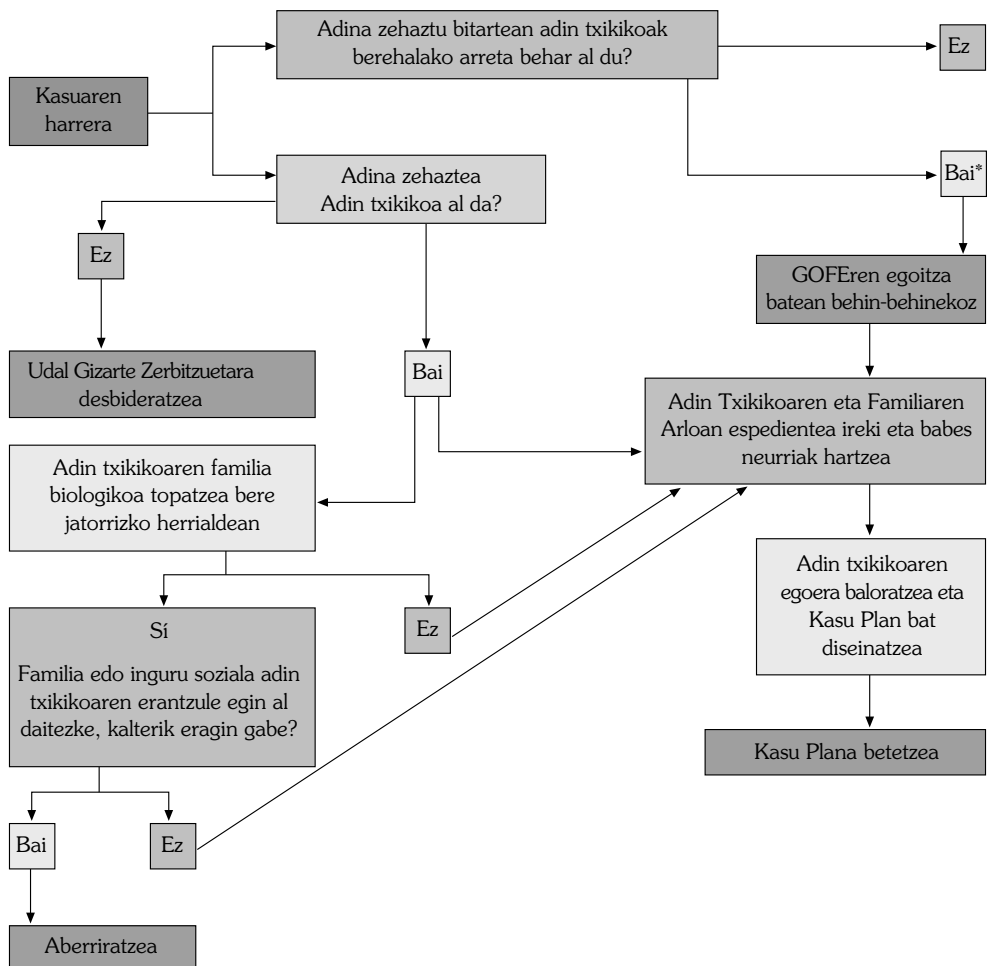 Adina zehaztu bitartean adin txikikoak
berehalako arreta behar al du?
Ez
Kasuaren
harrera
Bai*
Adina zehaztea
Adin txikikoa al da?
Ez
GOFEren egoitza
batean behin-behinekoz
Udal Gizarte Zerbitzuetara
desbideratzea
Bai
Adin Txikikoaren eta Familiaren
Arloan espedientea ireki eta babes
neurriak hartzea
Adin txikikoaren familia
biologikoa topatzea bere
jatorrizko herrialdean
Adin txikikoaren
egoera baloratzea eta
Kasu Plan bat
diseinatzea
Sí
Familia edo inguru soziala adin
txikikoaren erantzule egin al
daitezke, kalterik eragin gabe?
Ez
Kasu Plana betetzea
Bai
Ez
Aberriratzea